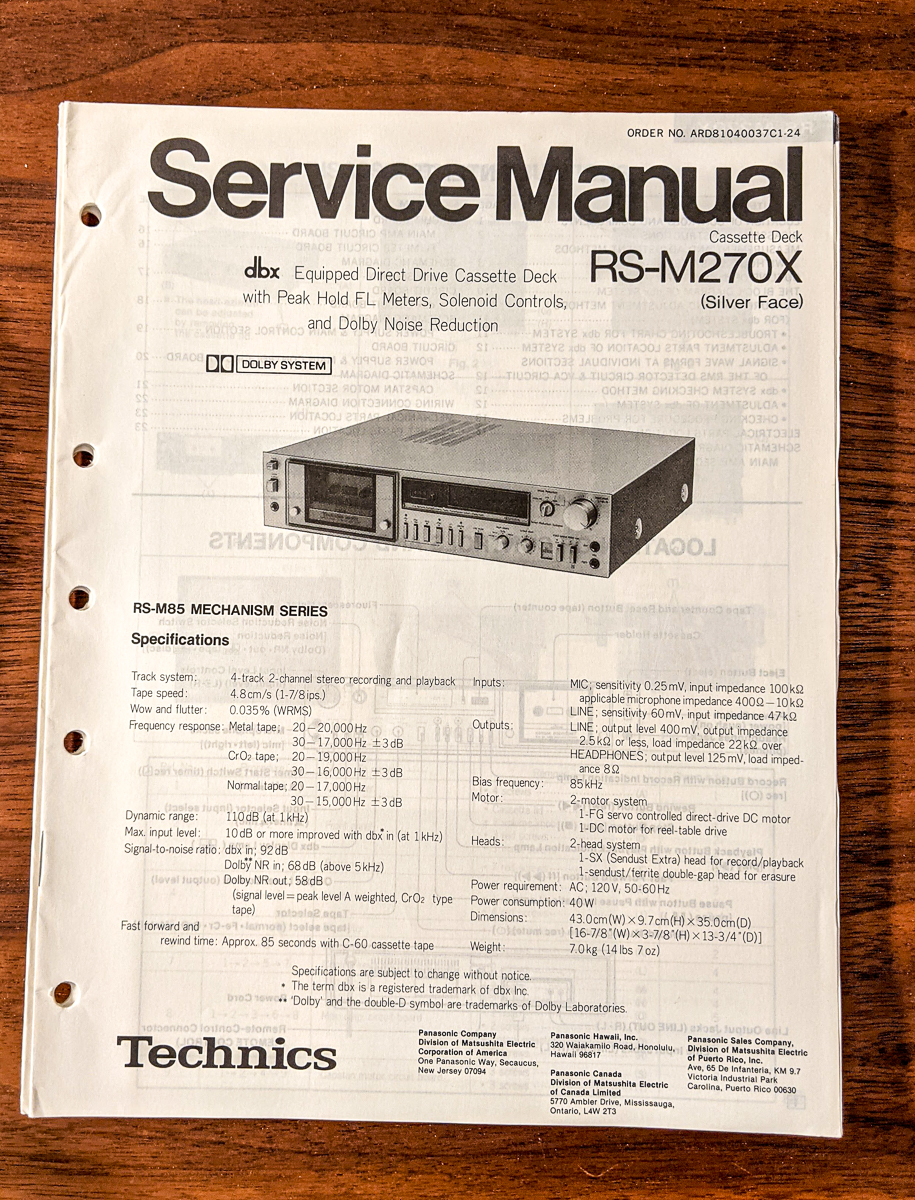 ORDER NO. ARD81040037C1-24
Service Manual
Cassette Deck
RS-M270X
(Silver Face)
dbx Equipped Direct Drive Cassette Deck
with Peak Hold FL Meters, Solenoid Controls,
and Dolby Noise Reduction
DOLBY SYSTEM
RS-M85 MECHANISM SERIES
Specifications
Track system: 4-track 2-channel stereo recording and playback
Tape speed: 4.8cm/s (1-7/8 ips.)
Wow and flutter: 0.035% (WRMS)
Frequency response: Metal tape; 20–20,000Hz
30–17,000Hz ±3dB
CrO2 tape; 20–19,000Hz
30–16,000Hz ±3dB
Normal tape; 20–17,000Hz
30–15,000Hz ±3dB
Dynamic range: 110dB (at 1kHz)
Max. input level: 10dB or more improved with dbx* in (at 1kHz)
Signal-to-noise ratio: dbx in; 92dB
Dolby** NR in; 68dB (above 5kHz)
Dolby NR out; 58dB
(signal level=peak level A weighted, CrO2 type
tape)
Fast forward and
rewind time: Approx. 85 seconds with C-60 cassette tape
Inputs: MIC; sensitivity 0.25mV, input impedance 100kΩ
applicable microphone impedance 400Ω–10kΩ
LINE; sensitivity 60mV, input impedance 47kΩ
Outputs: LINE; output level 400mV, output impedance
2.5kΩ or less, load impedance 22kΩ over
HEADPHONES; output level 125mV, load imped-
ance 8Ω
Bias frequency: 85kHz
Motor: 2-motor system
1-FG servo controlled direct-drive DC motor
1-DC motor for reel-table drive
Heads: 2-head system
1-SX (Sendust Extra) head for record/playback
1-sendust/ferrite double-gap head for erasure
Power requirement: AC; 120V, 50-60Hz
Power consumption: 40W
Dimensions: 43.0cm(W)×9.7cm(H)×35.0cm(D)
[16-7/8"(W)×3-7/8"(H)×13-3/4"(D)]
Weight: 7.0kg (14lbs 7oz)
Specifications are subject to change without notice.
* The term dbx is a registered trademark of dbx Inc.
** 'Dolby' and the double-D symbol are trademarks of Dolby Laboratories.
Technics
Panasonic Company
Division of Matsushita Electric
Corporation of America
One Panasonic Way, Secaucus,
New Jersey 07094
Panasonic Hawaii, Inc.
320 Waiakamilo Road, Honolulu,
Hawaii 96817
Panasonic Canada
Division of Matsushita Electric
of Canada Limited
5770 Ambler Drive, Mississauga,
Ontario, L4W 2T3
Panasonic Sales Company,
Division of Matsushita Electric
of Puerto Rico, Inc.
Ave, 65 De Infanteria, KM 9.7
Victoria Industrial Park
Carolina, Puerto Rico 00630